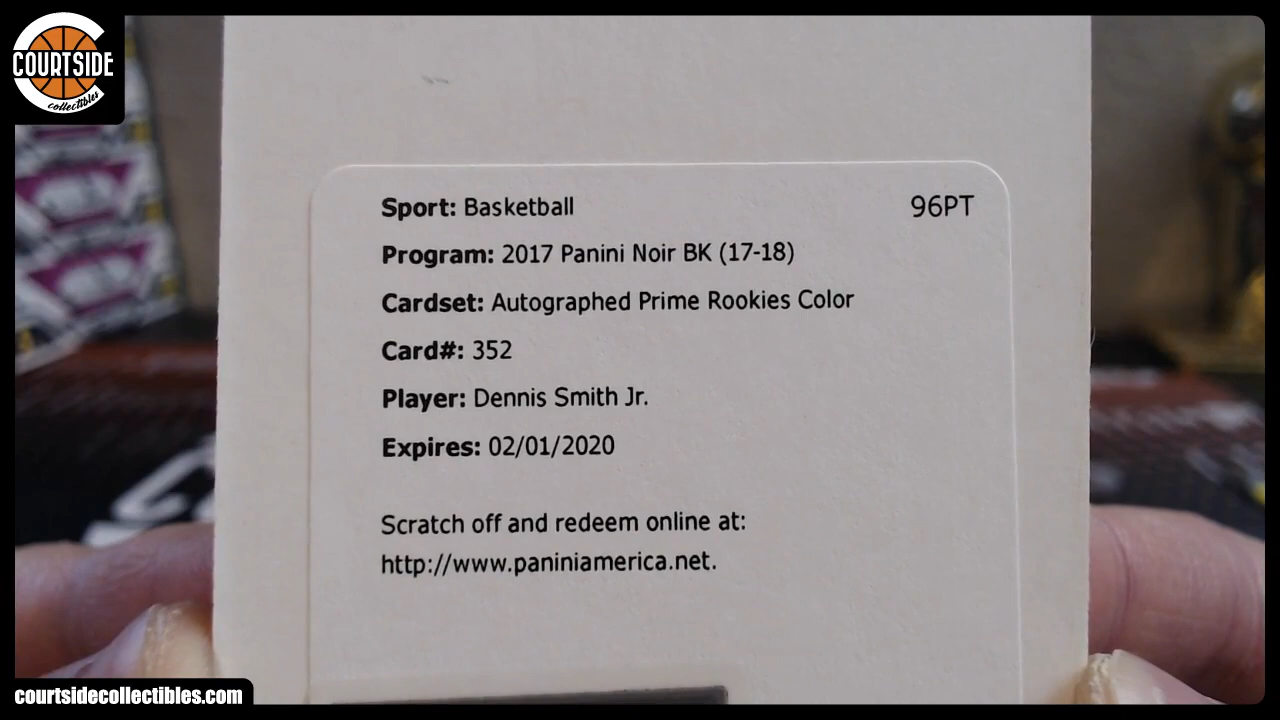 COURTSIDE
collectibles
Sport: Basketball
96PT
Program: 2017 Panini Noir BK (17-18)
Cardset: Autographed Prime Rookies Color
Card#: 352
Player: Dennis Smith Jr.
Expires: 02/01/2020
Scratch off and redeem online at:
http://www.paniniamerica.net.
courtsidecollectibles.com